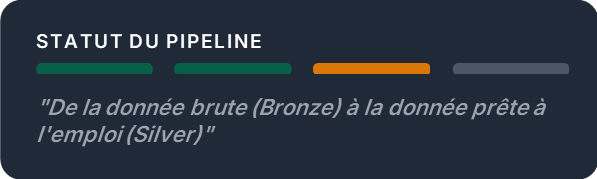 STATUT DU PIPELINE
"De la donnée brute (Bronze) à la donnée prête à
l'emploi (Silver)"